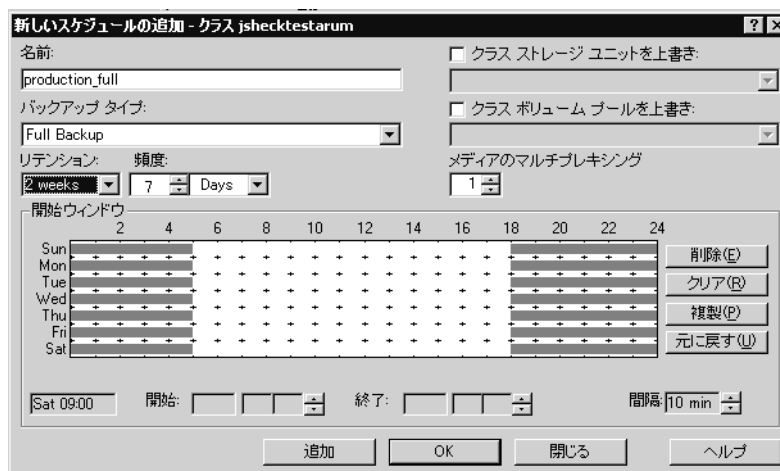 新しいスケジュールの追加 - クラス jshecktestarum
名前:
production_full
クラス ストレージ ユニットを上書き:
バックアップ タイプ:
Full Backup
クラス ボリューム プールを上書き:
リテンション: 頻度:
2 weeks 7 Days
メディアのマルチプレキシング
1
開始ウィンドウ
2 4 6 8 10 12 14 16 18 20 22 24
Sun
Mon
Tue
Wed
Thu
Fri
Sat
削除(E)
クリア(R)
複製(P)
元に戻す(U)
Sat 09:00 開始: 終了: 間隔: 10 min
追加 OK 閉じる ヘルプ